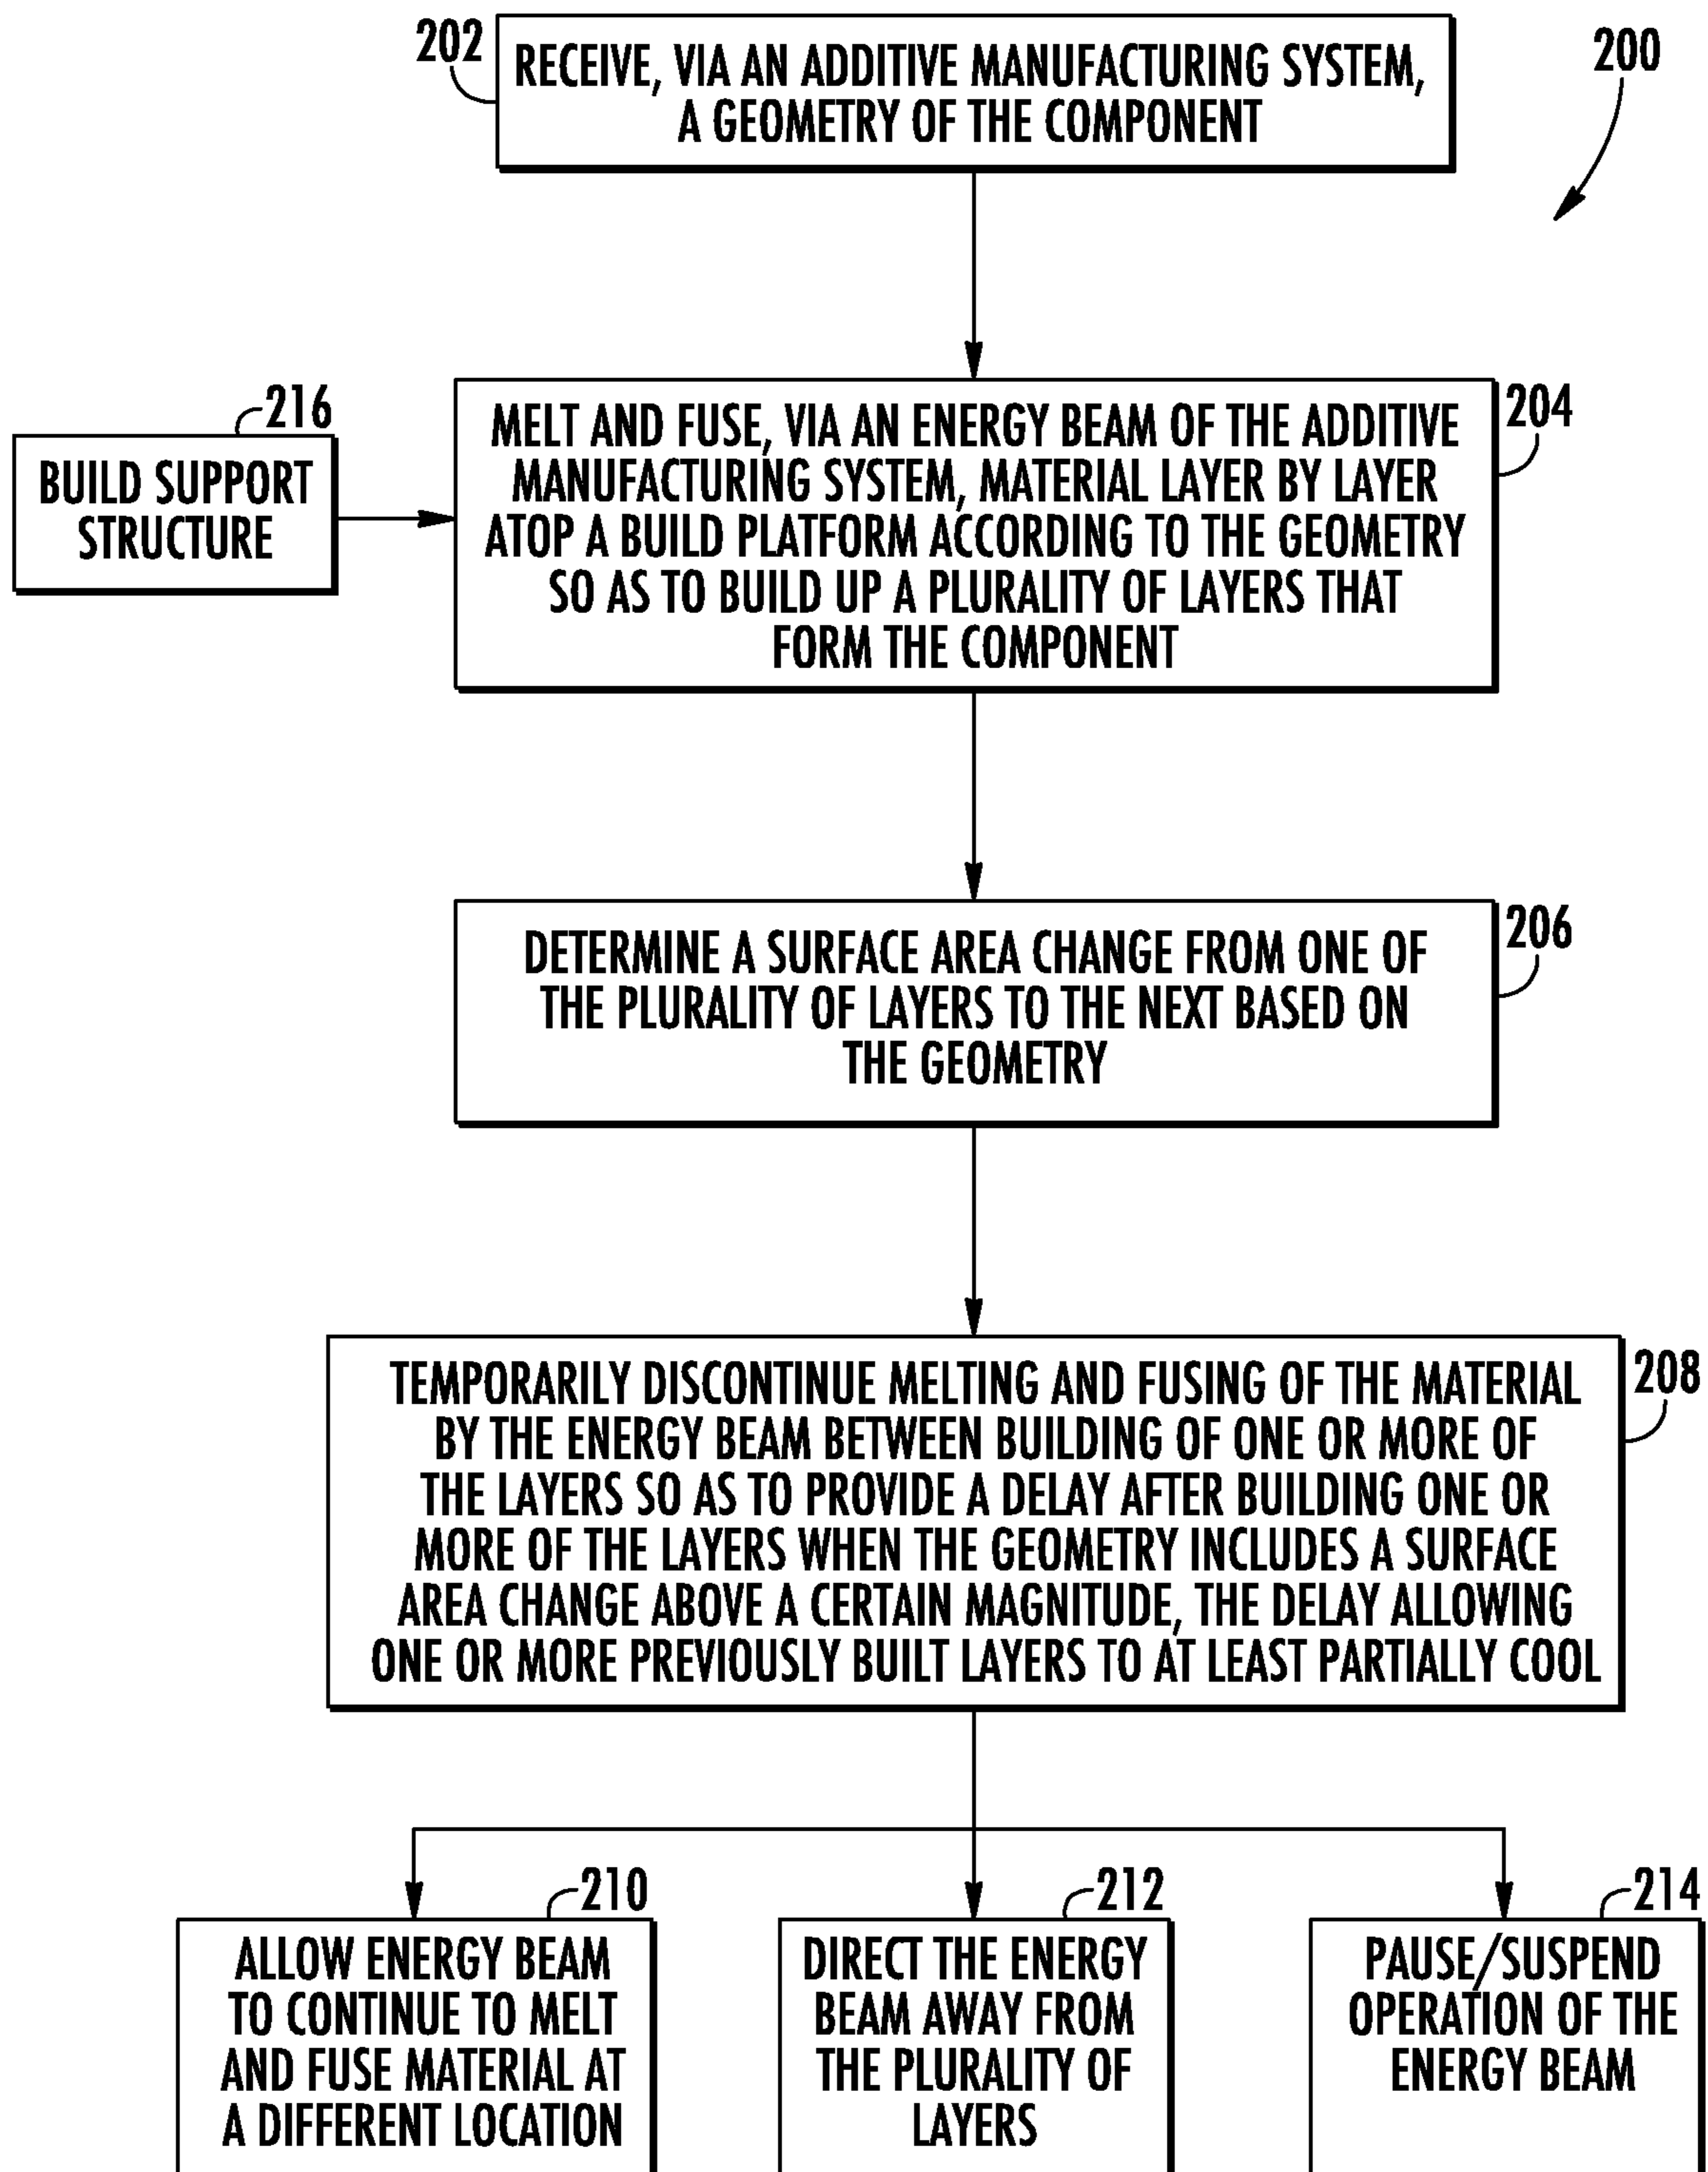 202
RECEIVE, VIA AN ADDITIVE MANUFACTURING SYSTEM,
A GEOMETRY OF THE COMPONENT
200
216
BUILD SUPPORT
STRUCTURE
204
MELT AND FUSE, VIA AN ENERGY BEAM OF THE ADDITIVE
MANUFACTURING SYSTEM, MATERIAL LAYER BY LAYER
ATOP A BUILD PLATFORM ACCORDING TO THE GEOMETRY
SO AS TO BUILD UP A PLURALITY OF LAYERS THAT
FORM THE COMPONENT
206
DETERMINE A SURFACE AREA CHANGE FROM ONE OF
THE PLURALITY OF LAYERS TO THE NEXT BASED ON
THE GEOMETRY
208
TEMPORARILY DISCONTINUE MELTING AND FUSING OF THE MATERIAL
BY THE ENERGY BEAM BETWEEN BUILDING OF ONE OR MORE OF
THE LAYERS SO AS TO PROVIDE A DELAY AFTER BUILDING ONE OR
MORE OF THE LAYERS WHEN THE GEOMETRY INCLUDES A SURFACE
AREA CHANGE ABOVE A CERTAIN MAGNITUDE, THE DELAY ALLOWING
ONE OR MORE PREVIOUSLY BUILT LAYERS TO AT LEAST PARTIALLY COOL
210
ALLOW ENERGY BEAM
TO CONTINUE TO MELT
AND FUSE MATERIAL AT
A DIFFERENT LOCATION
212
DIRECT THE ENERGY
BEAM AWAY FROM
THE PLURALITY OF
LAYERS
214
PAUSE/SUSPEND
OPERATION OF THE
ENERGY BEAM